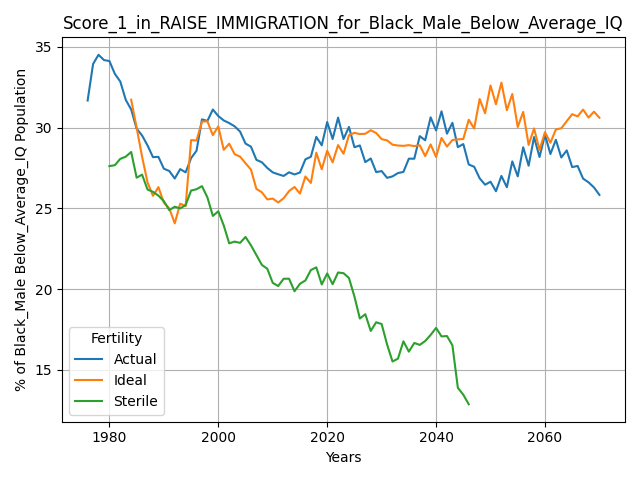 Score_1_in_RAISE_IMMIGRATION_for_Black_Male_Below_Average_IQ
% of Black_Male Below_Average_IQ Population
35
30
25
20
15
Fertility
Actual
Ideal
Sterile
1980 2000 2020 2040 2060
Years